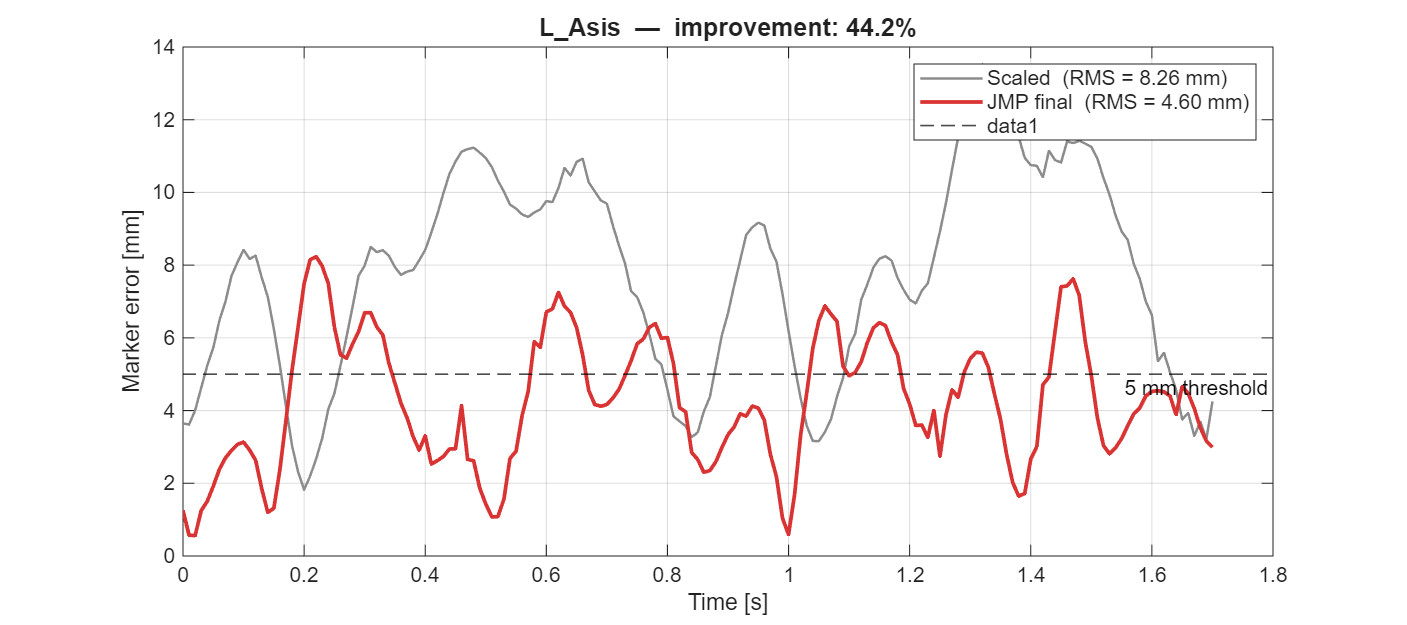 L_Asis — improvement: 44.2%
14
12
10
8
6
4
2
0
Marker error [mm]
Scaled (RMS = 8.26 mm)
JMP final (RMS = 4.60 mm)
data1
5 mm threshold
0 0.2 0.4 0.6 0.8 1 1.2 1.4 1.6 1.8
Time [s]